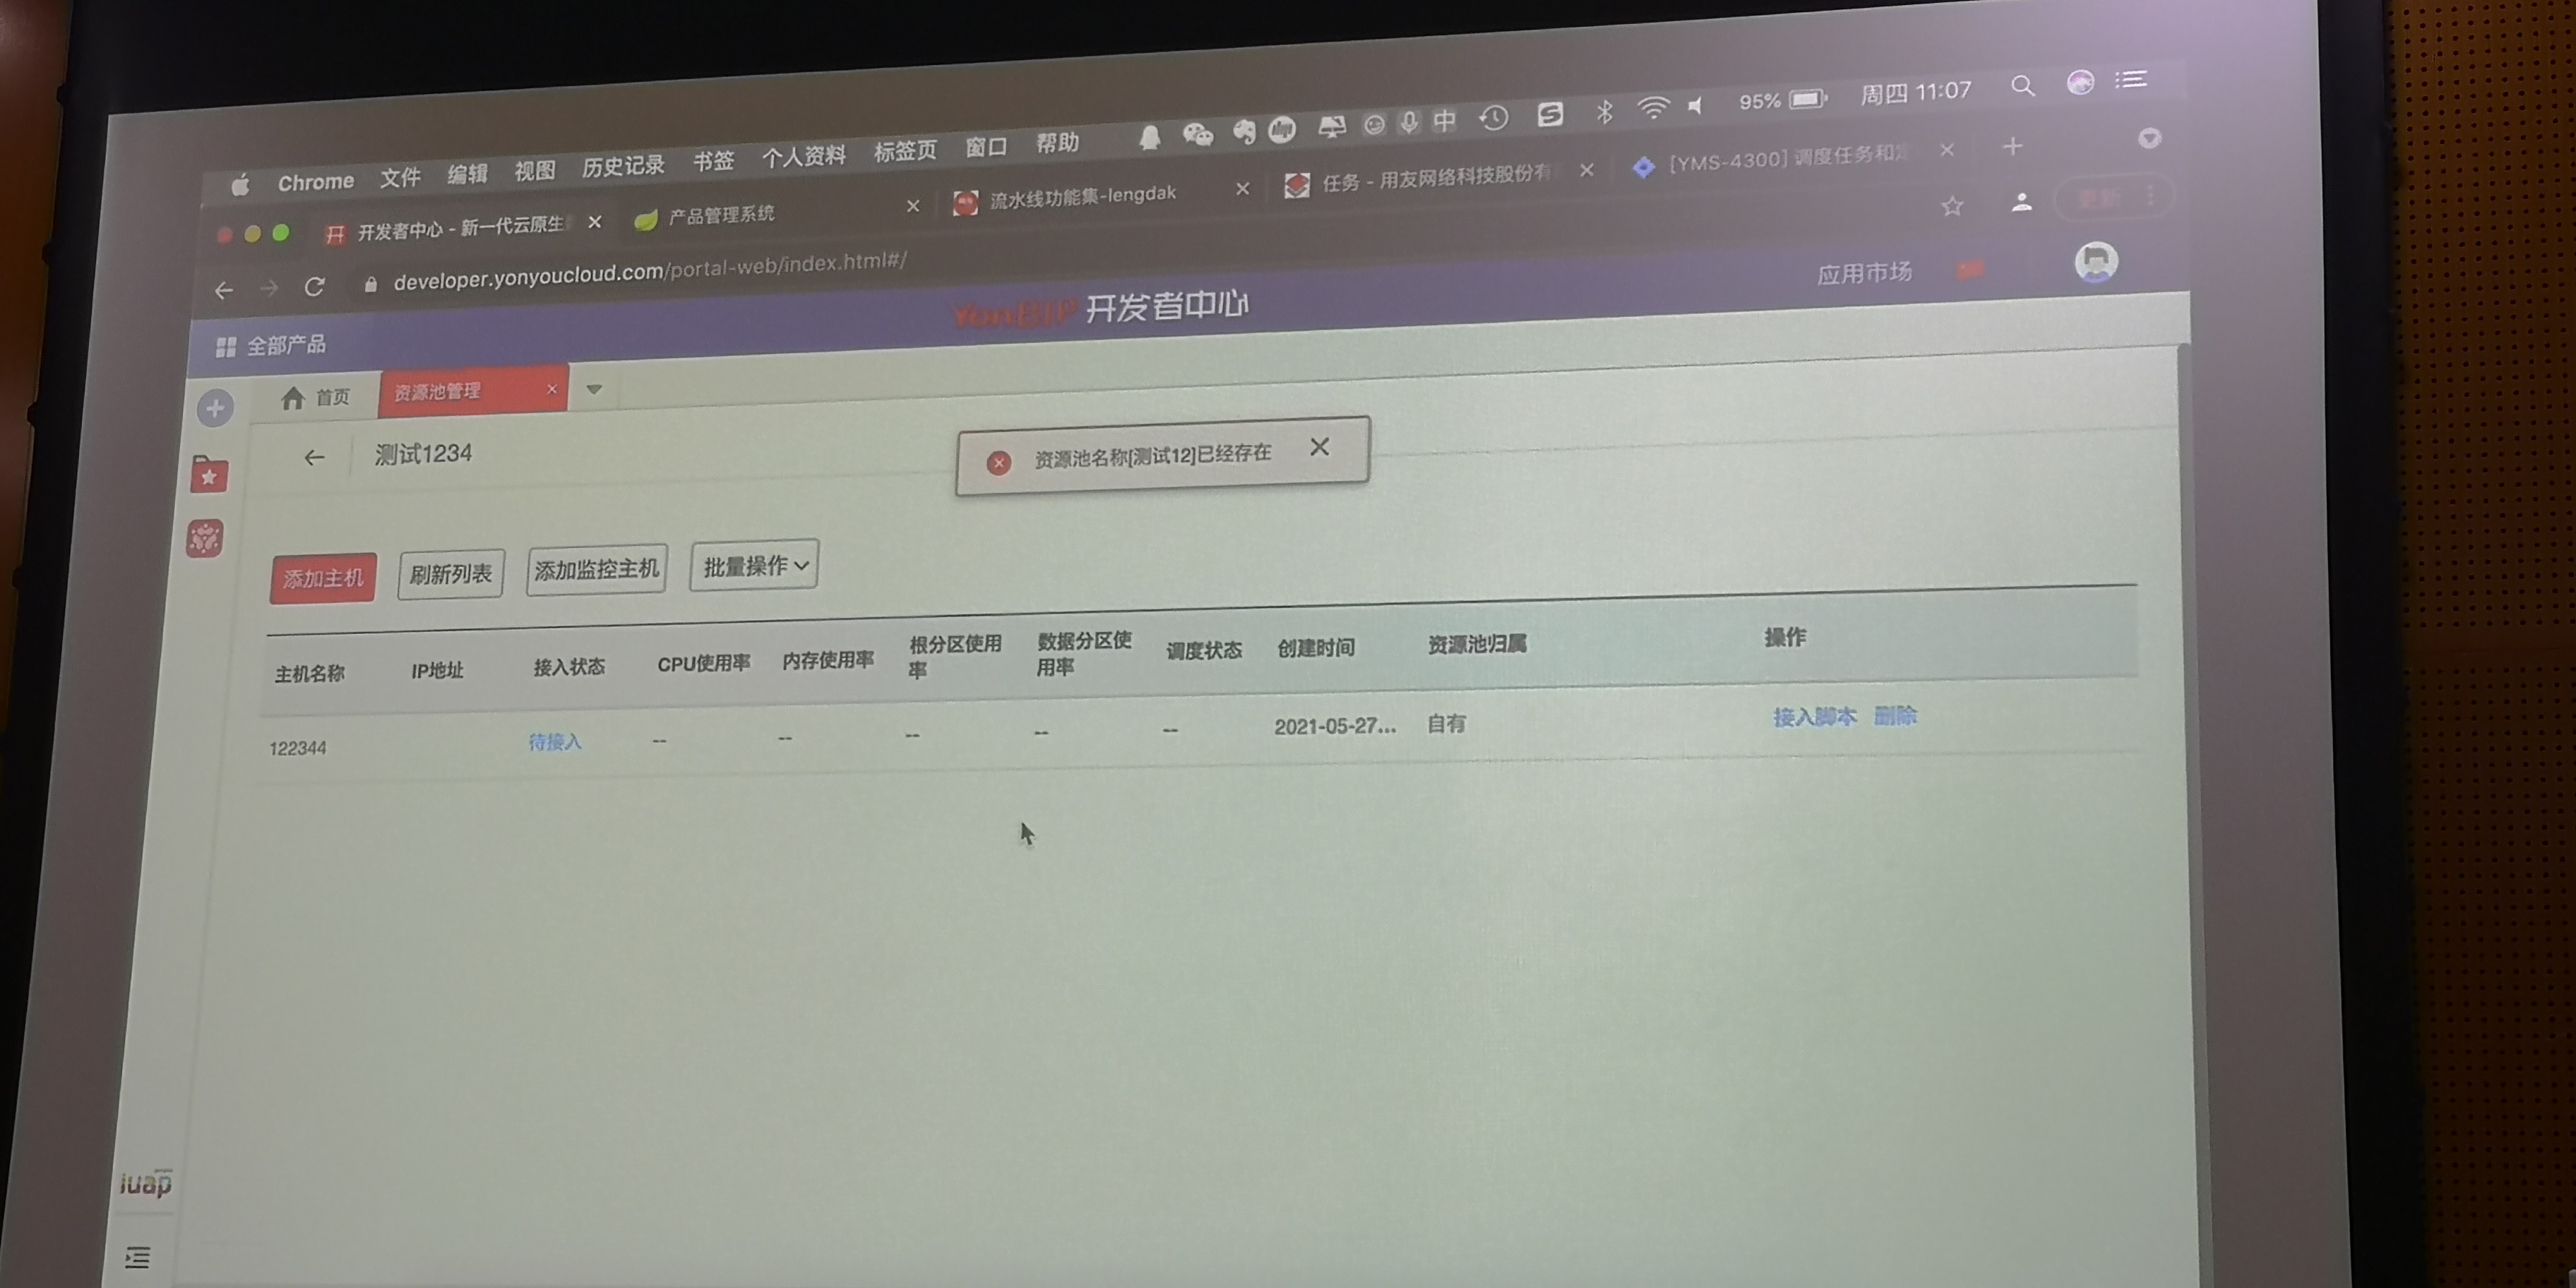 Chrome 文件 编辑 视图 历史记录 书签 个人资料 标签页 窗口 帮助 中 95% 周四 11:07
开发者中心 - 新一代云原生 产品管理系统 流水线功能集-lengdak 任务 - 用友网络科技股份有 [YMS-4300] 调度任务和
developer.yonyoucloud.com/portal-web/index.html#/ 更新
全部产品 YonBIP 开发者中心 应用市场
首页 资源池管理
测试1234
资源池名称[测试12]已经存在
添加主机 刷新列表 添加监控主机 批量操作
主机名称 IP地址 接入状态 CPU使用率 内存使用率 根分区使用率 数据分区使用率 调度状态 创建时间 资源池归属 操作
122344 待接入 -- -- -- -- -- 2021-05-27... 自有 接入脚本 删除
iuap